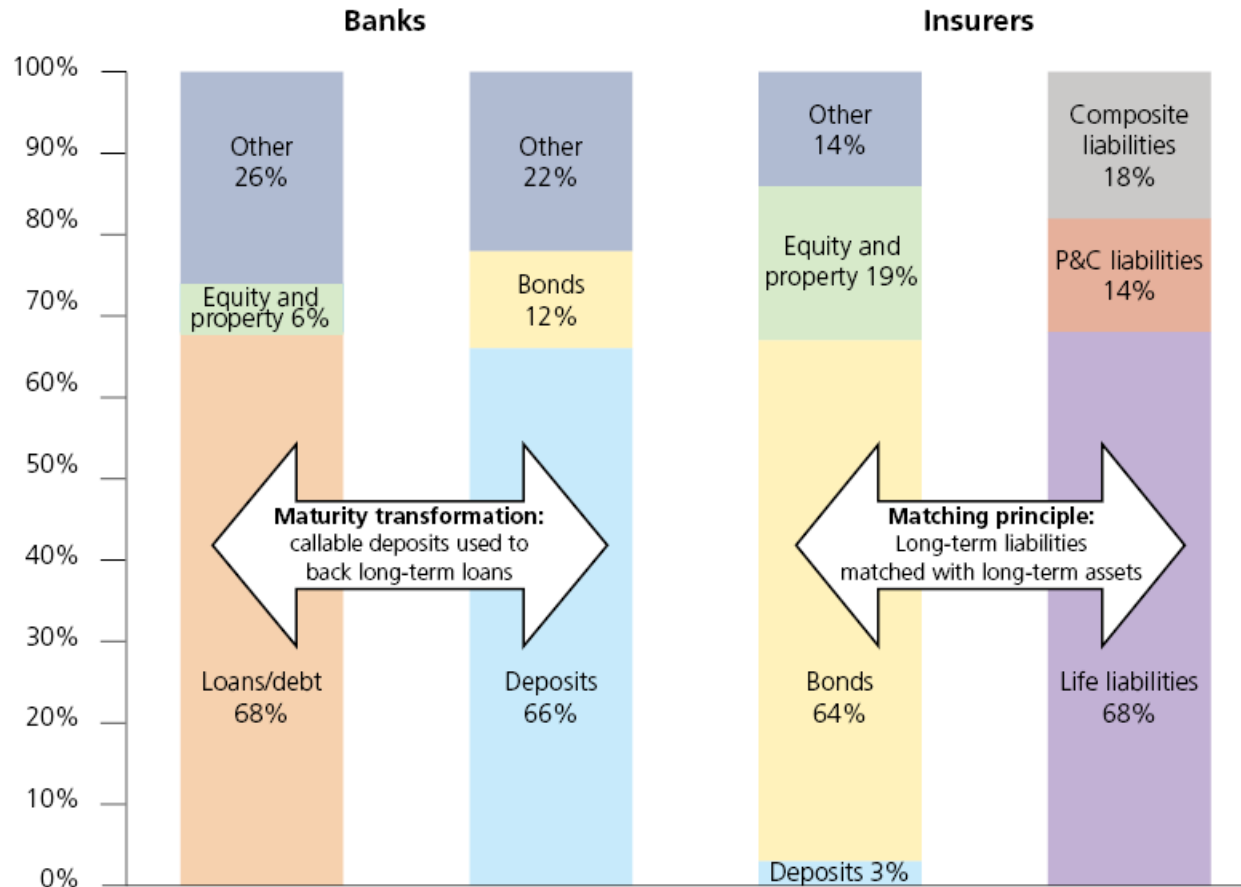 Banks
Insurers
100%
90%
80%
70%
60%
50%
40%
30%
20%
10%
0%
Other
26%
Equity and
property 6%
Loans/debt
68%
Other
22%
Bonds
12%
Deposits
66%
Maturity transformation:
callable deposits used to
back long-term loans
Other
14%
Equity and
property 19%
Bonds
64%
Deposits 3%
Composite
liabilities
18%
P&C liabilities
14%
Life liabilities
68%
Matching principle:
Long-term liabilities
matched with long-term assets